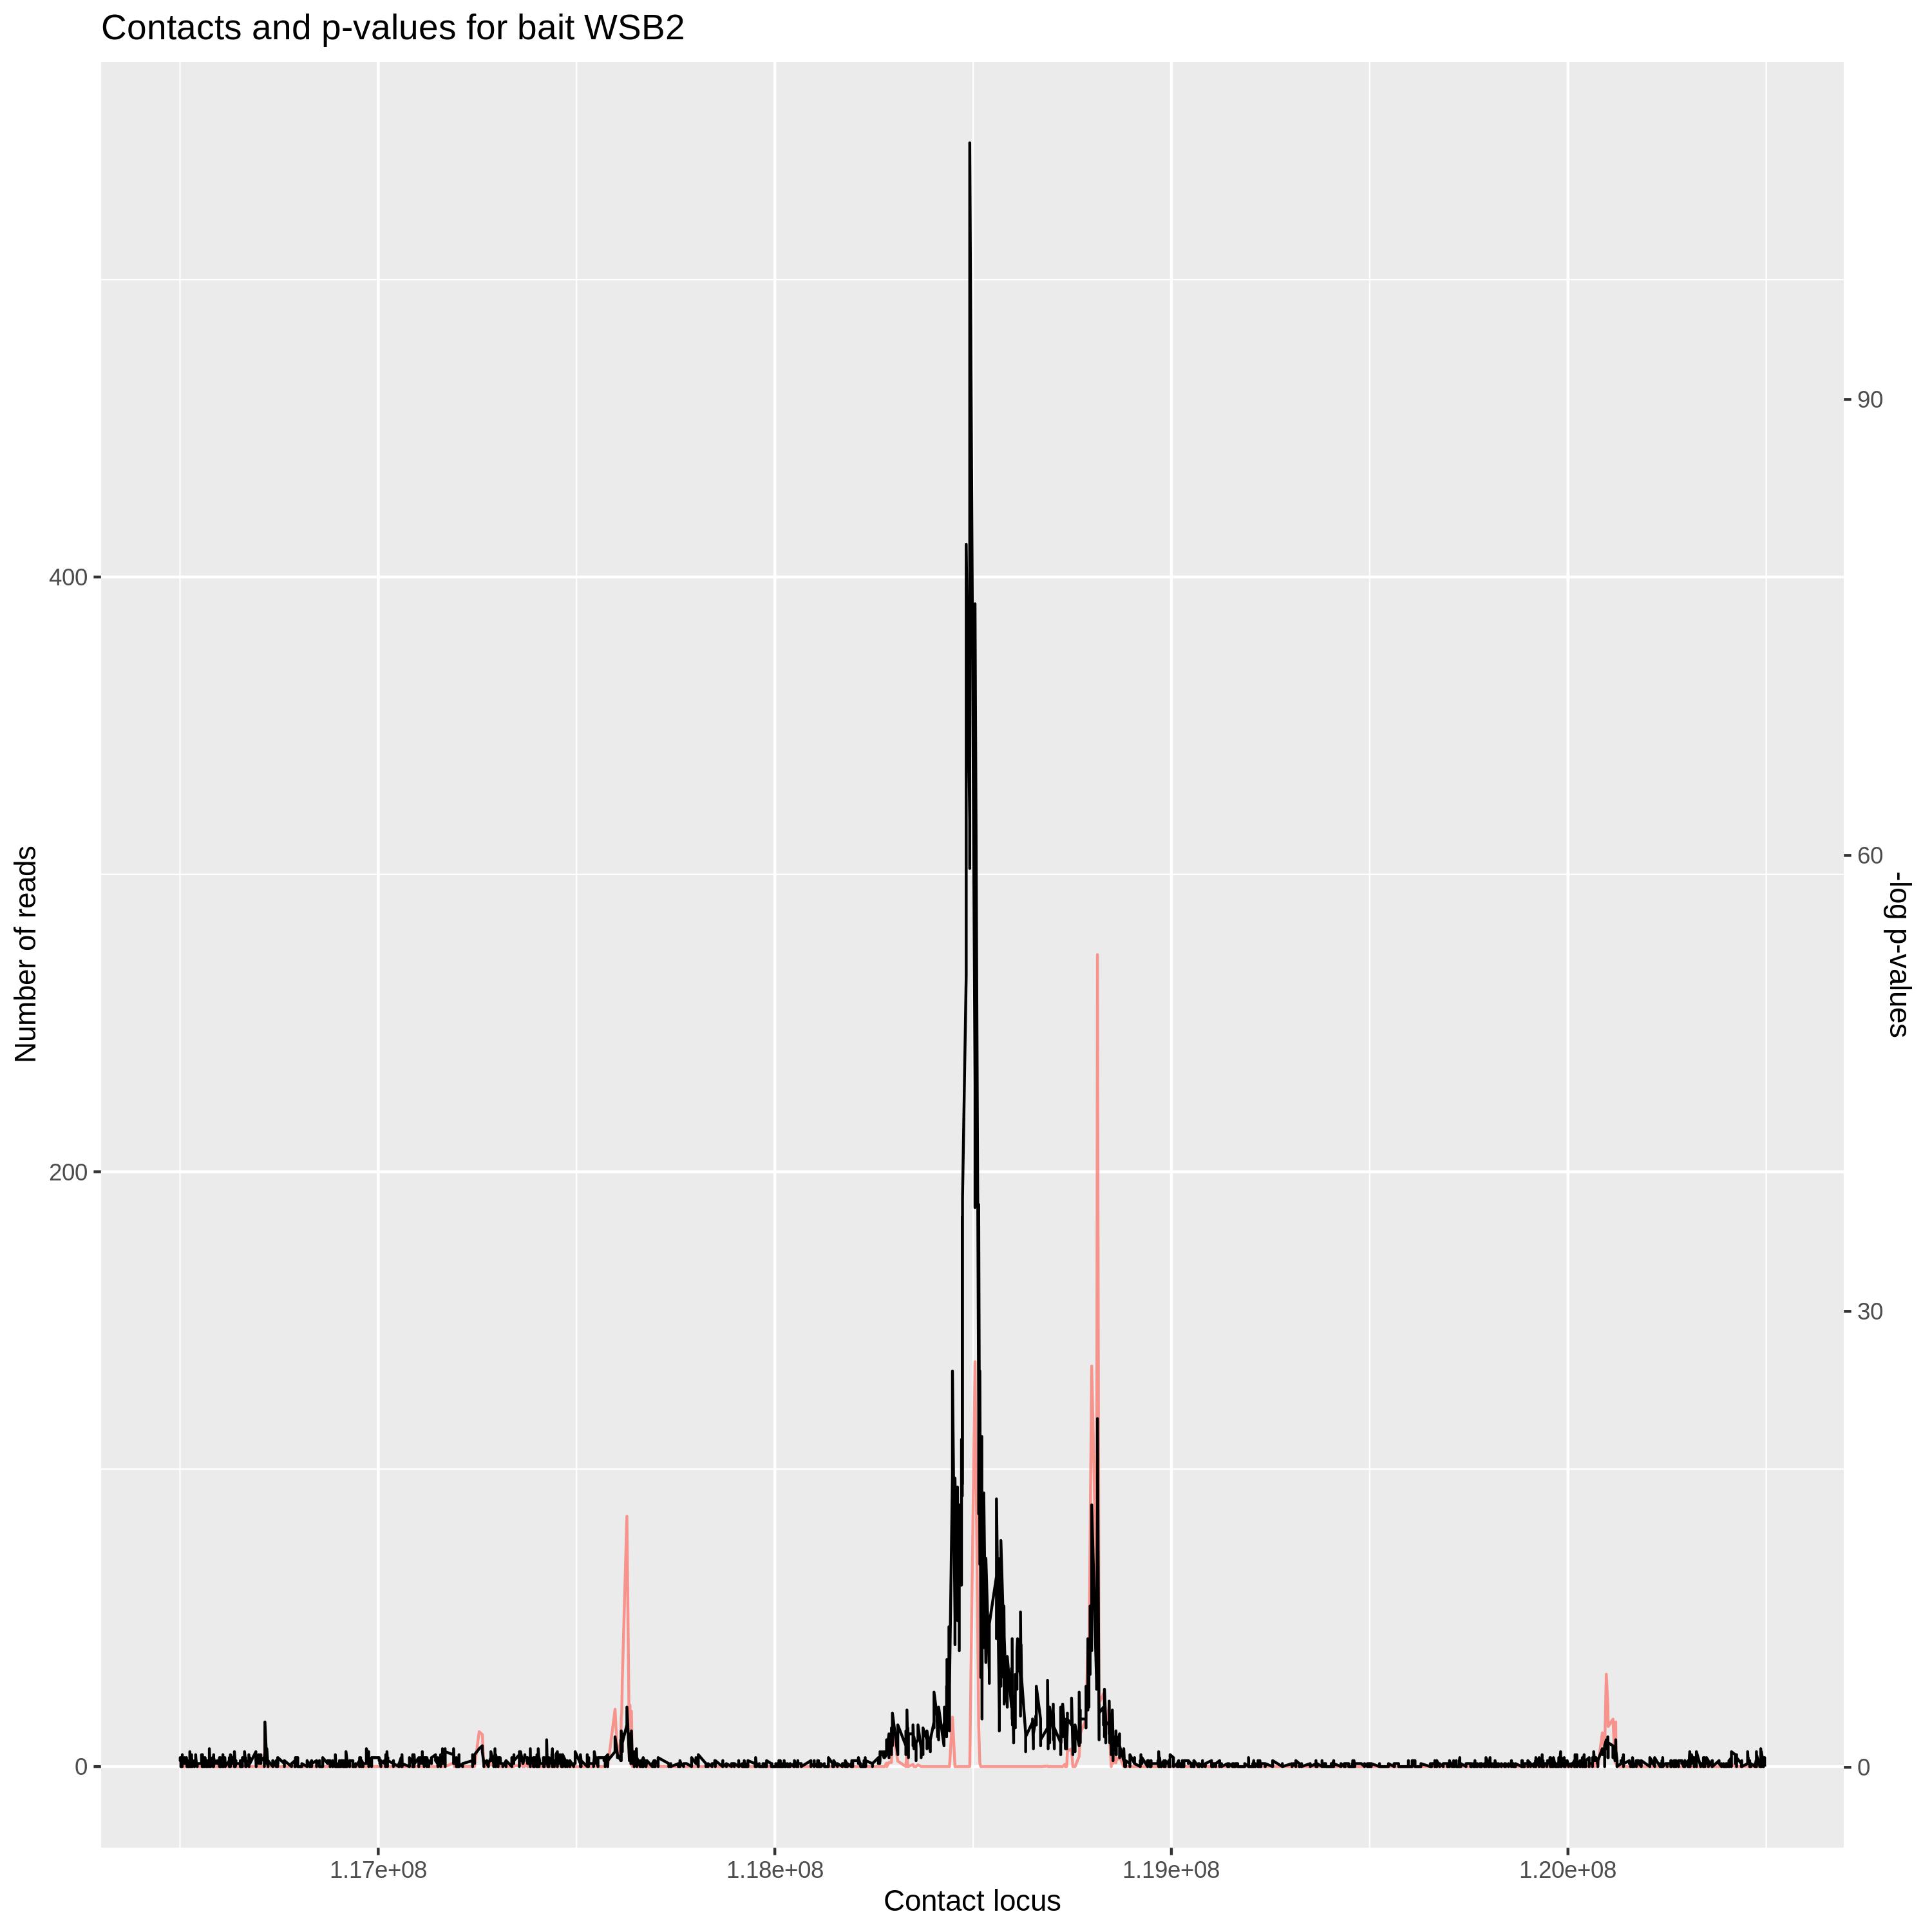 Contacts and p-values for bait WSB2
Number of reads
400
200
0
90
60
30
0
-log p-values
1.17e+08
1.18e+08
1.19e+08
1.20e+08
Contact locus